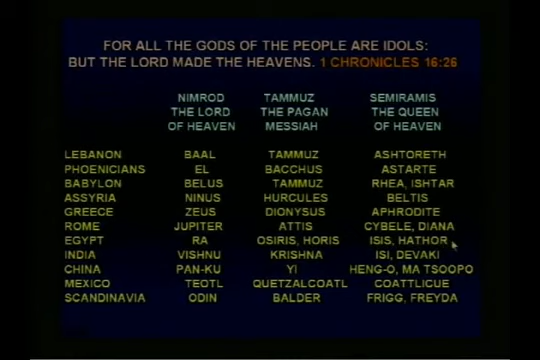 FOR ALL THE GODS OF THE PEOPLE ARE IDOLS:
BUT THE LORD MADE THE HEAVENS. 1 CHRONICLES 16:26
NIMROD TAMMUZ SEMIRAMIS
THE LORD THE PAGAN THE QUEEN
OF HEAVEN MESSIAH OF HEAVEN
LEBANON BAAL TAMMUZ ASHTORETH
PHOENICIANS EL BACCHUS ASTARTE
BABYLON BELUS TAMMUZ RHEA, ISHTAR
ASSYRIA NINUS HURCULES BELTIS
GREECE ZEUS DIONYSUS APHRODITE
ROME JUPITER ATTIS CYBELE, DIANA
EGYPT RA OSIRIS, HORIS ISIS, HATHOR
INDIA VISHNU KRISHNA ISI, DEVAKI
CHINA PAN-KU YI HENG-O, MA TSOOPO
MEXICO TEOTL QUETZALCOATL COATTLICUE
SCANDINAVIA ODIN BALDER FRIGG, FREYDA